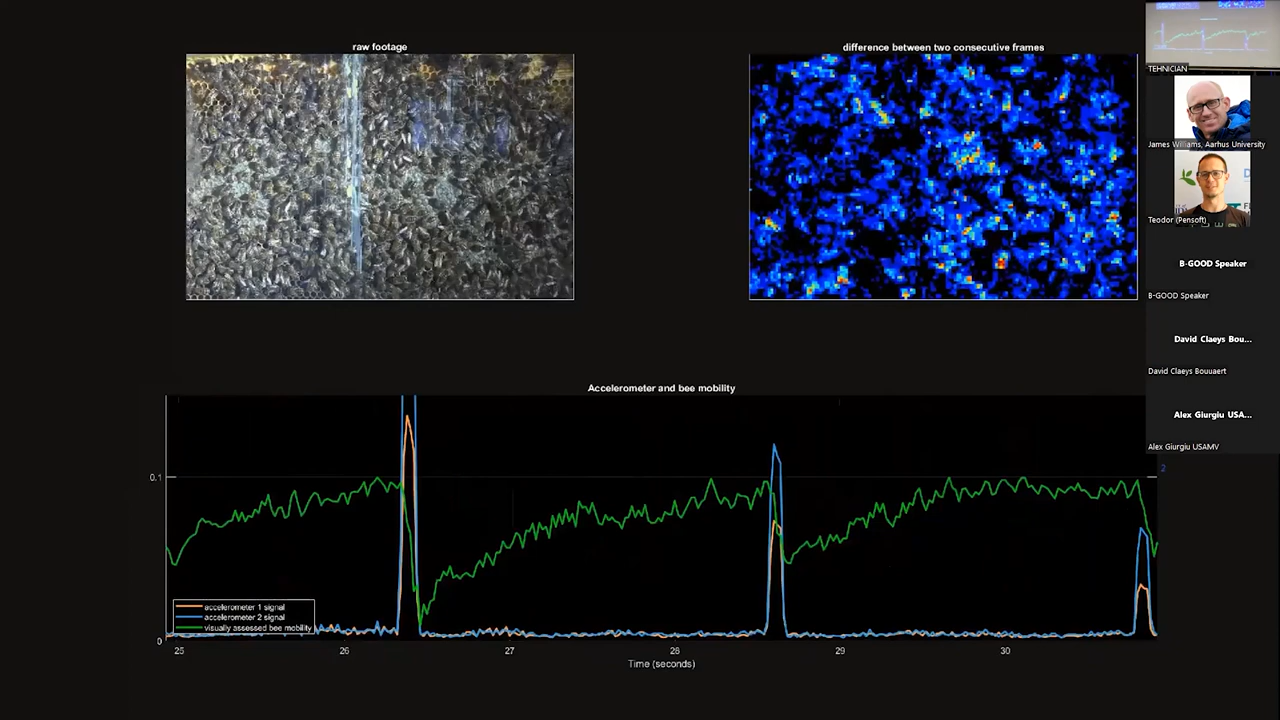 raw footage
difference between two consecutive frames
TEHNICIAN
James Williams, Aarhus University
Teodor (Pensoft)
B-GOOD Speaker
B-GOOD Speaker
David Claeys Bou...
David Claeys Bouuaert
Alex Giurgiu USA...
Alex Giurgiu USAMV
Accelerometer and bee mobility
0.1
2
accelerometer 1 signal
accelerometer 2 signal
visually assessed bee mobility
0
25
26
27
28
29
30
Time (seconds)